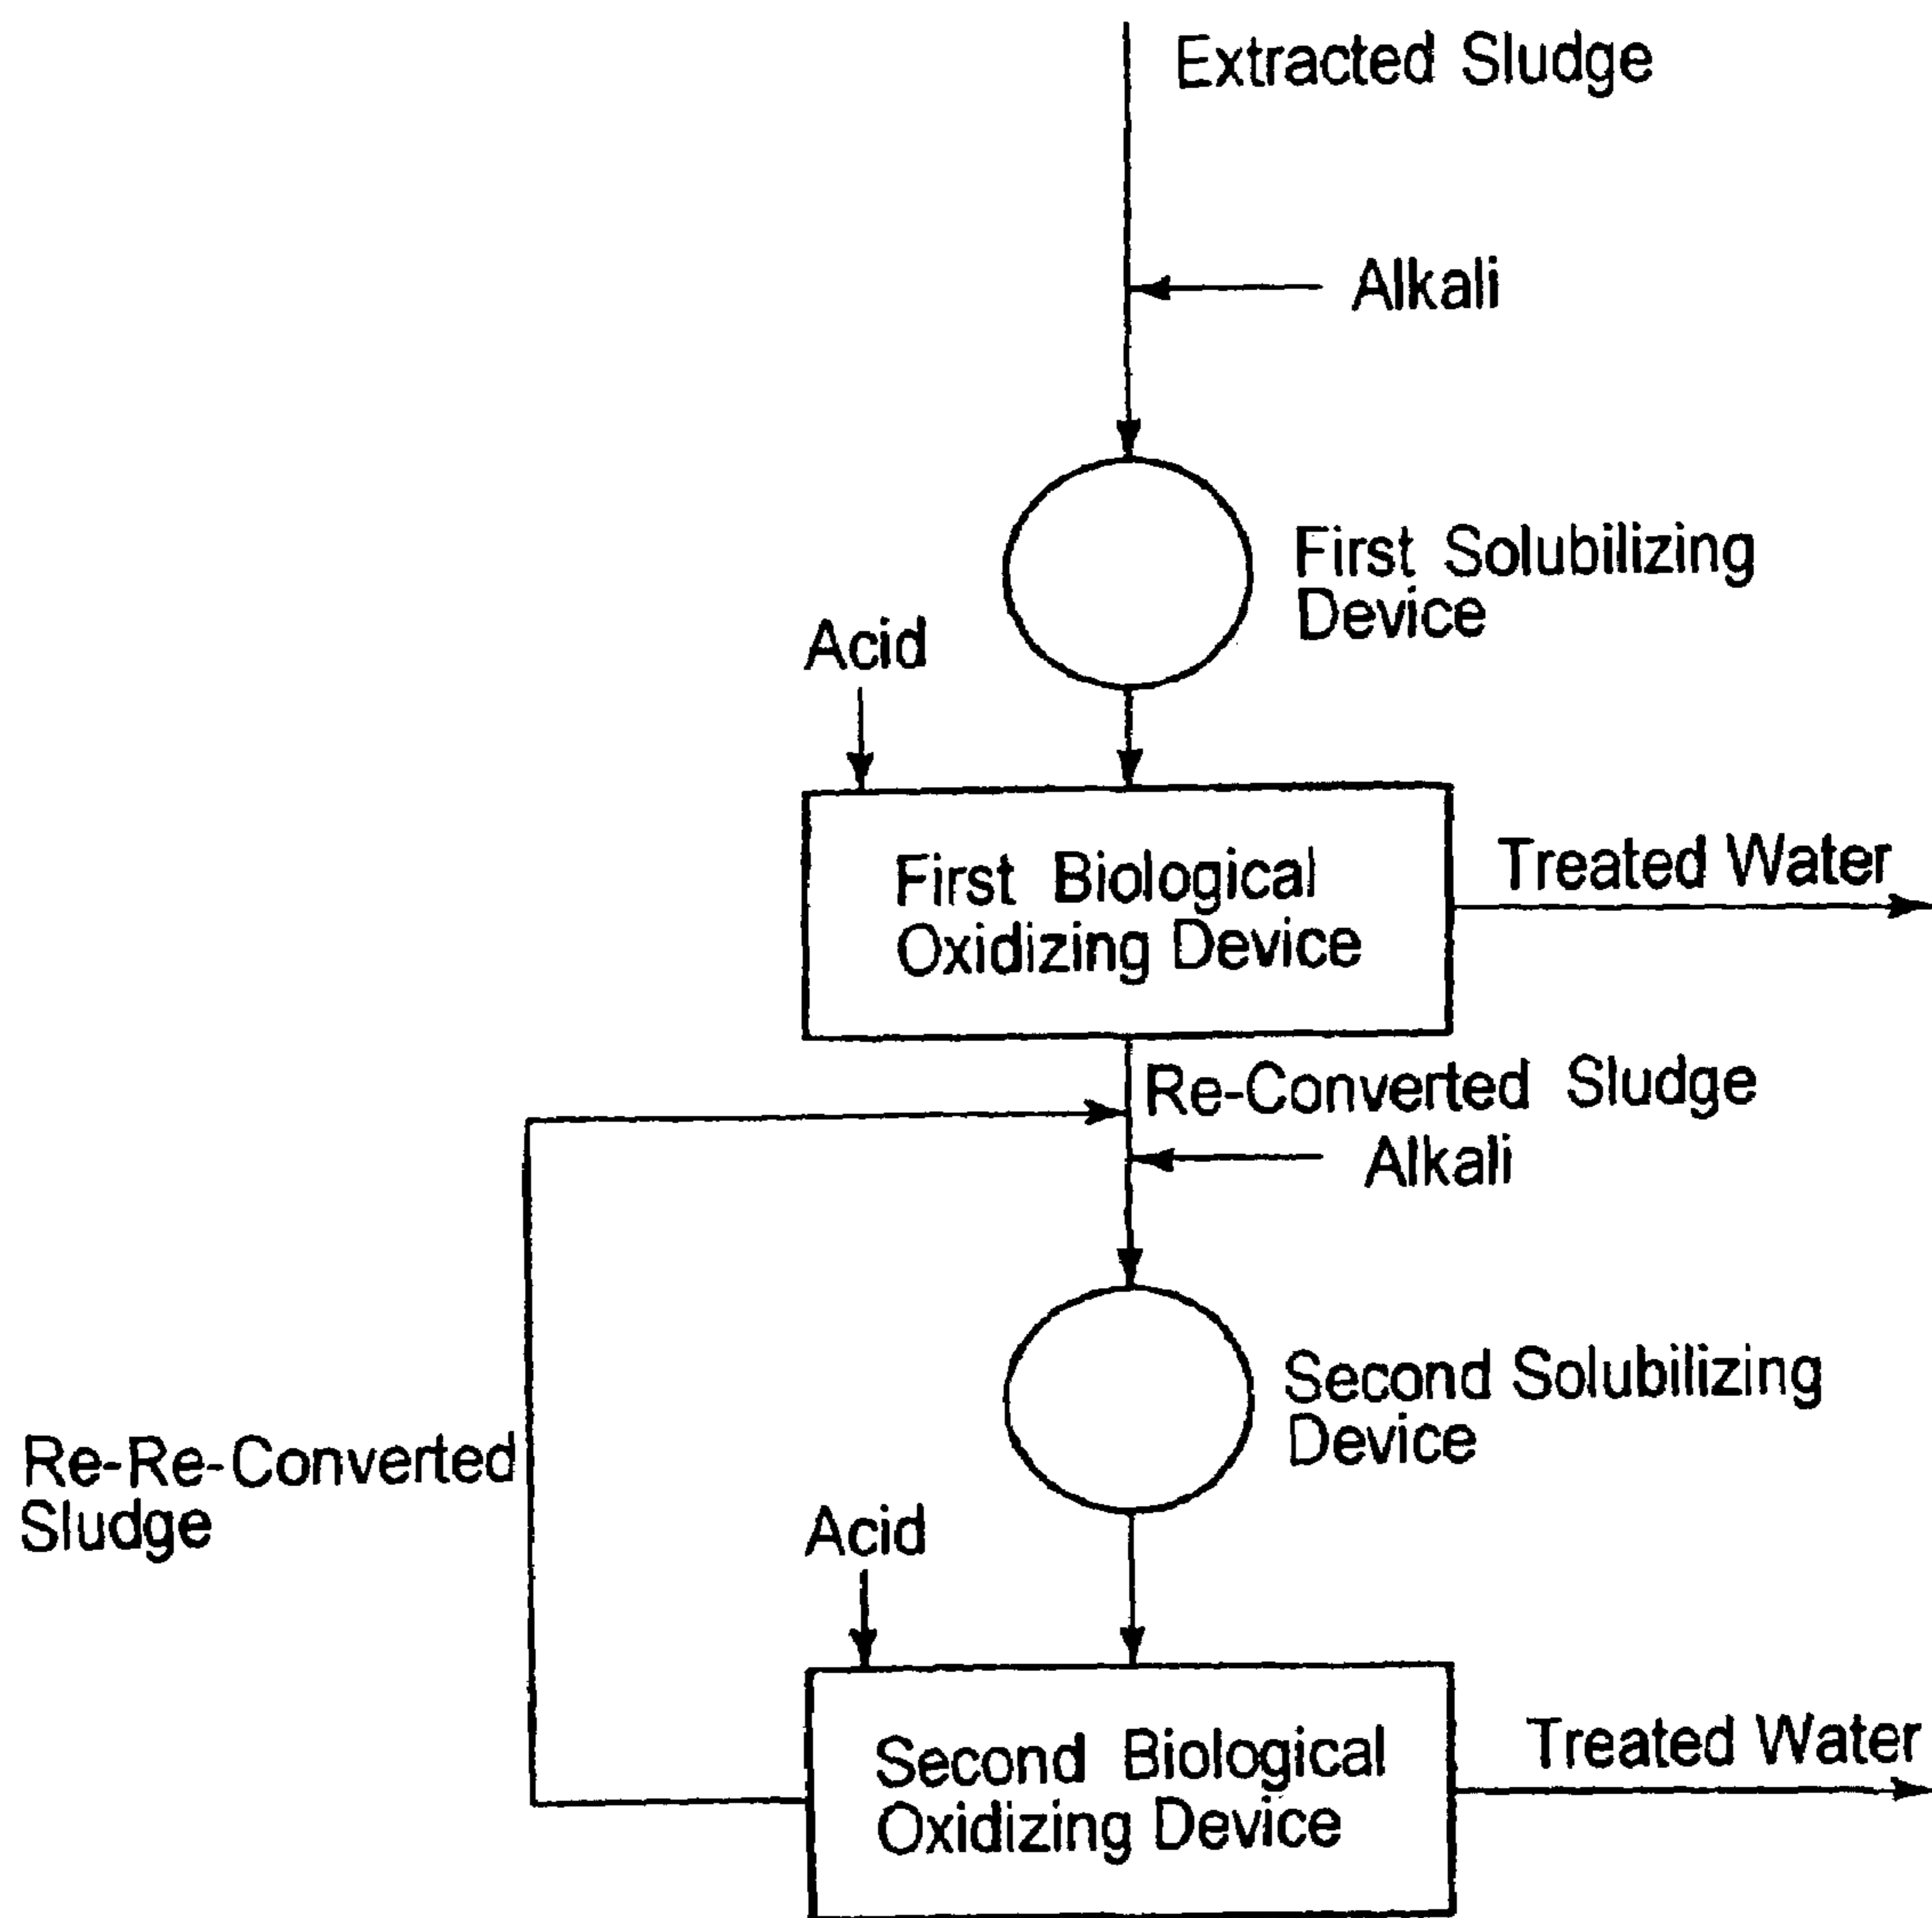 Extracted Sludge
Alkali
First Solubilizing
Device
Acid
First Biological
Oxidizing Device
Treated Water
Re-Converted Sludge
Alkali
Second Solubilizing
Device
Re-Re-Converted
Sludge
Acid
Second Biological
Oxidizing Device
Treated Water